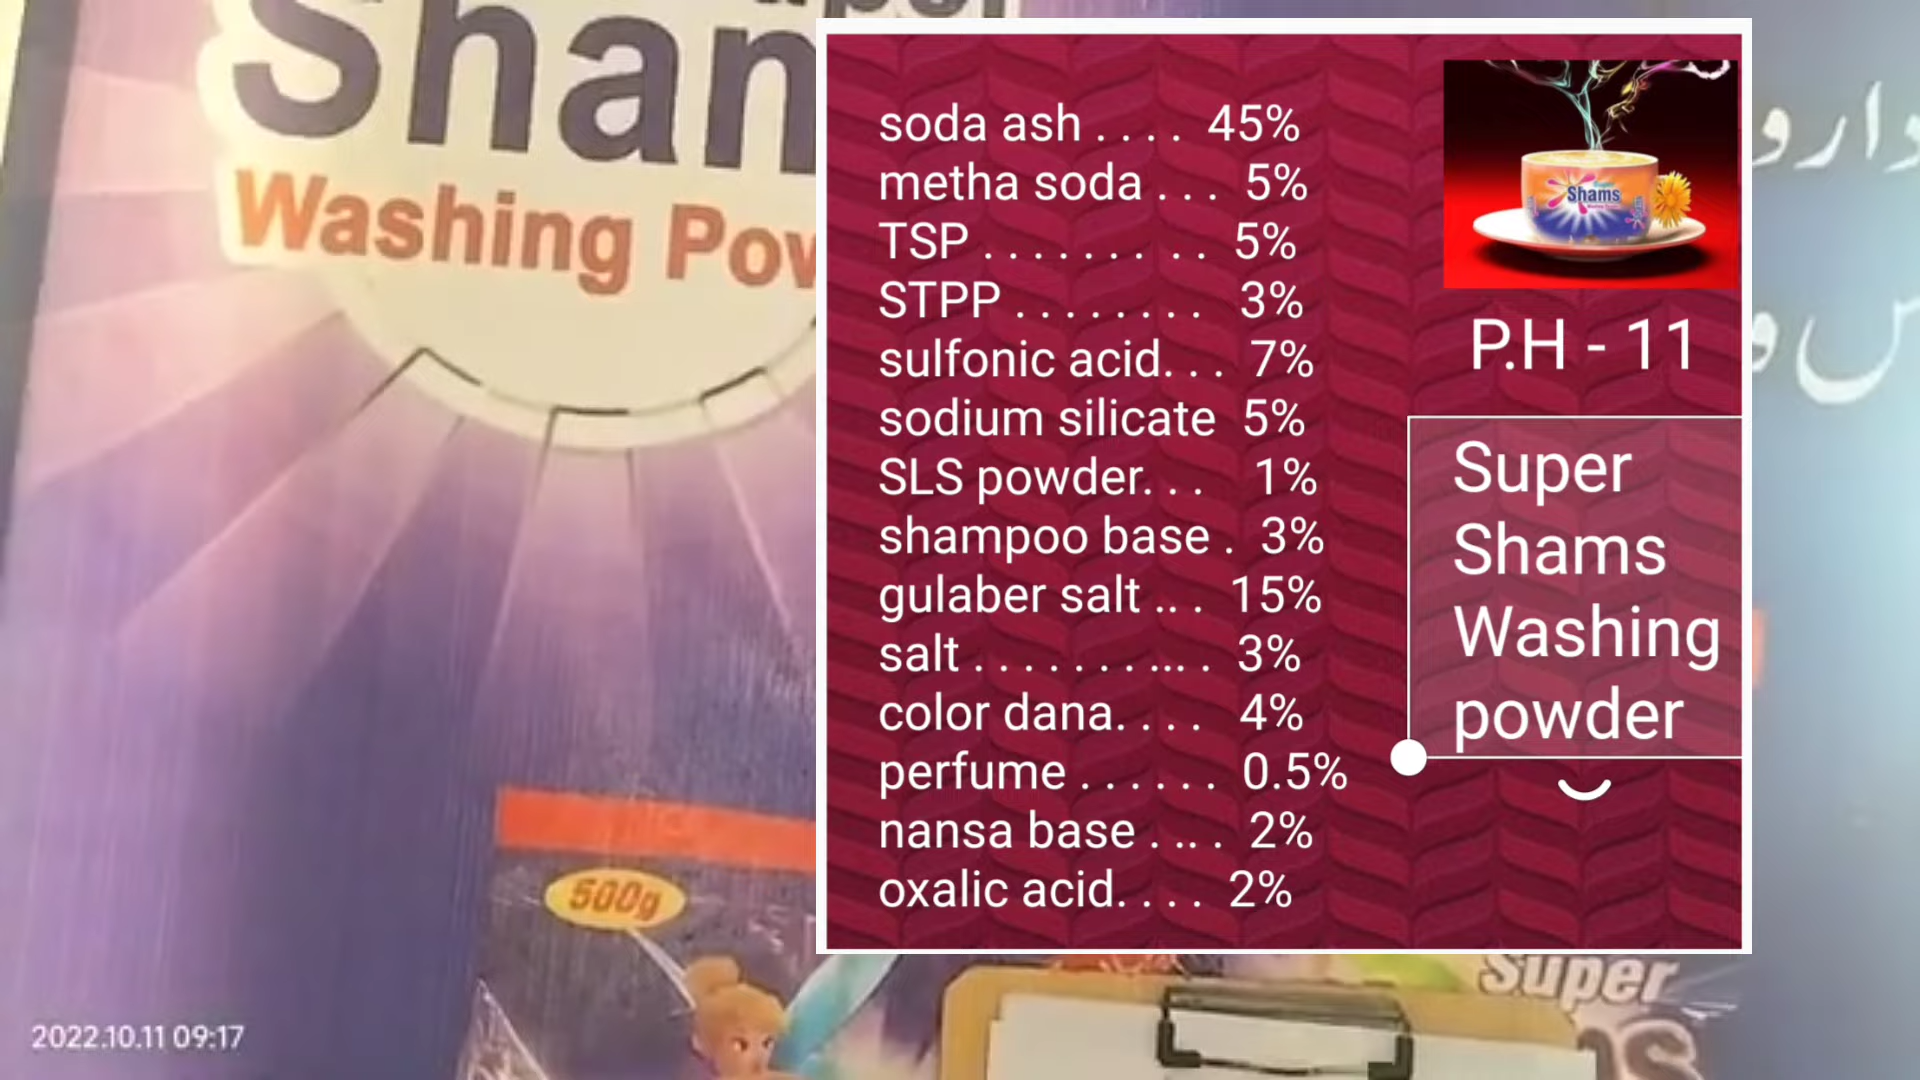 Washing
500g
2022.10.11 09:17
soda ash . . . . 45%
metha soda . . . 5%
TSP . . . . . . . . . 5%
STPP . . . . . . . . 3%
sulfonic acid. . . 7%
sodium silicate 5%
SLS powder. . . 1%
shampoo base . 3%
gulaber salt .. . 15%
salt . . . . . . . ... . 3%
color dana. . . . 4%
perfume . . . . . . 0.5%
nansa base . .. . 2%
oxalic acid. . . . 2%
Shams
P.H - 11
Super
Shams
Washing
powder
Super